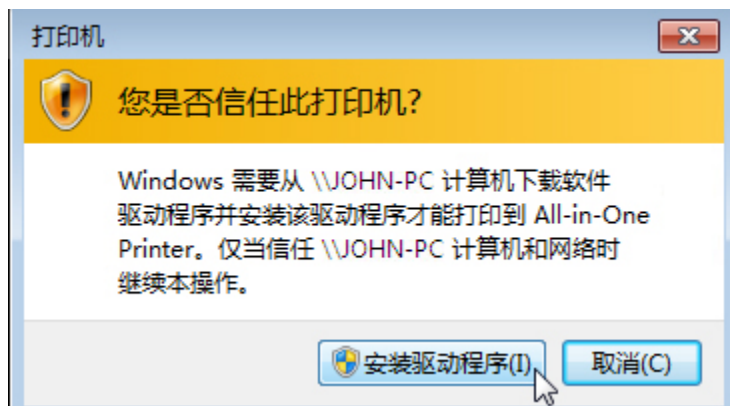 打印机
您是否信任此打印机?
Windows 需要从 \\JOHN-PC 计算机下载软件
驱动程序并安装该驱动程序才能打印到 All-in-One
Printer。仅当信任 \\JOHN-PC 计算机和网络时
继续本操作。
安装驱动程序(I)
取消(C)